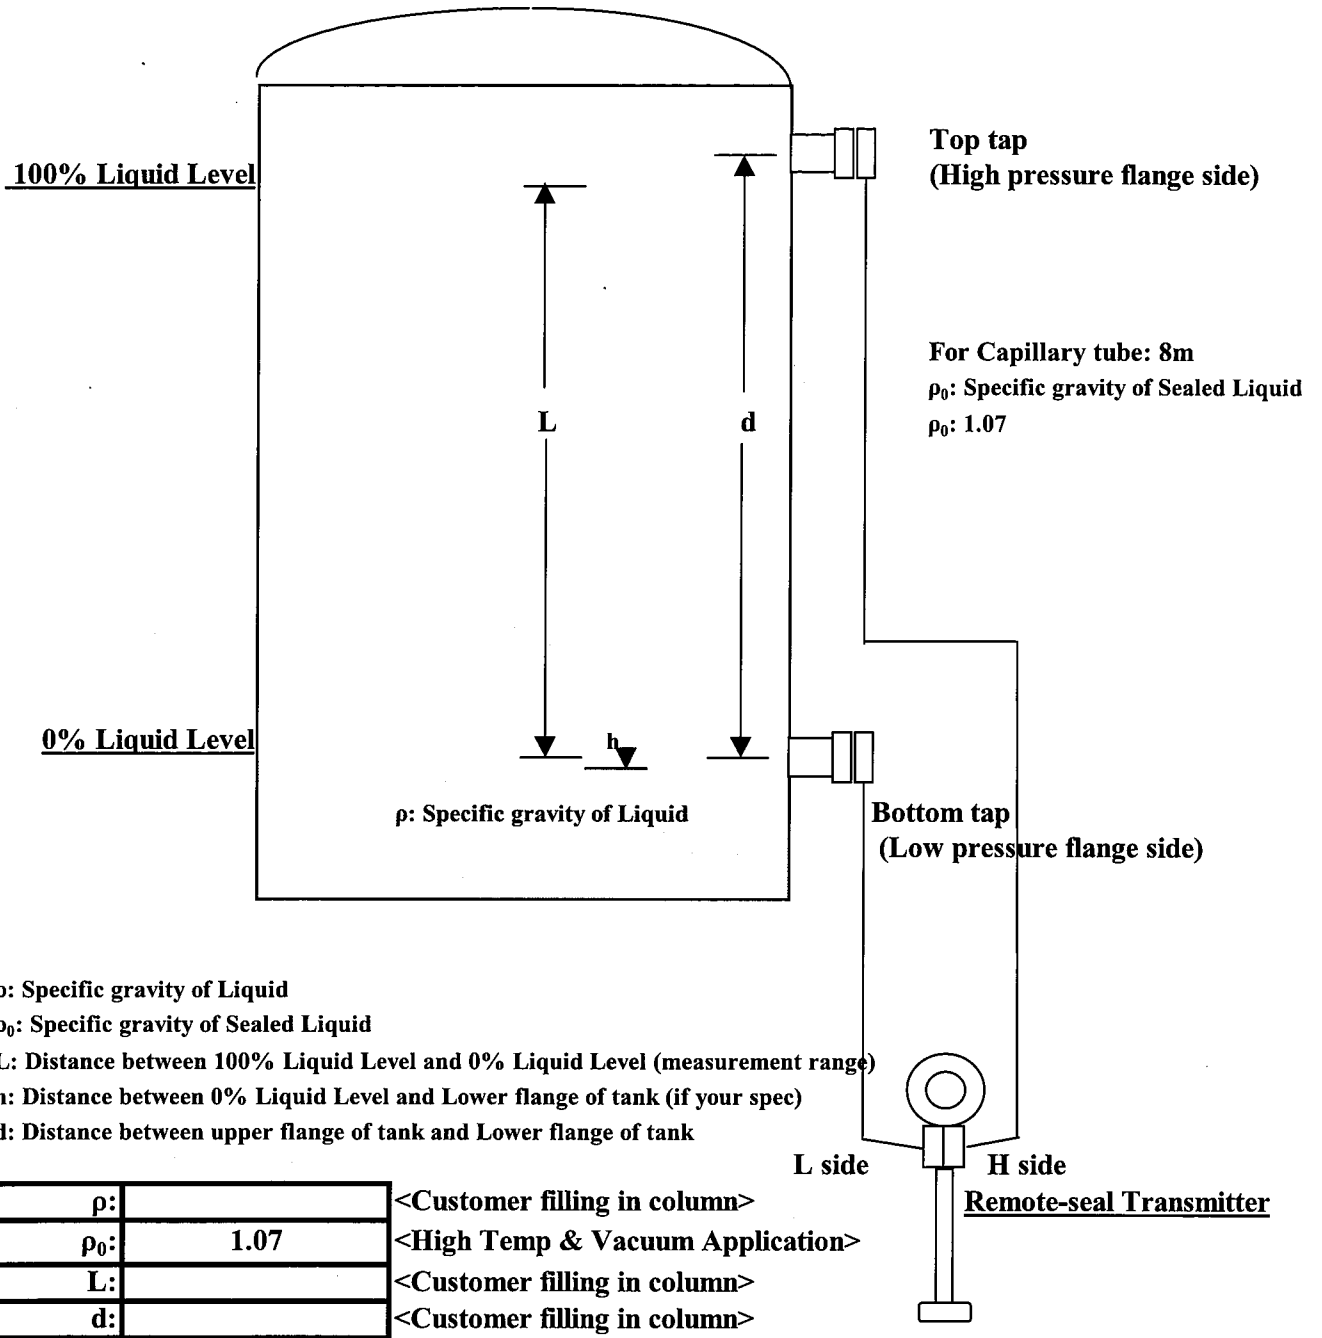 Top tap
(High pressure flange side)
100% Liquid Level
For Capillary tube: 8m
ρ₀: Specific gravity of Sealed Liquid
ρ₀: 1.07
L
d
0% Liquid Level
h
ρ: Specific gravity of Liquid
Bottom tap
(Low pressure flange side)
ρ: Specific gravity of Liquid
ρ₀: Specific gravity of Sealed Liquid
L: Distance between 100% Liquid Level and 0% Liquid Level (measurement range)
h: Distance between 0% Liquid Level and Lower flange of tank (if your spec)
d: Distance between upper flange of tank and Lower flange of tank
L side
H side
Remote-seal Transmitter
ρ: <Customer filling in column>
ρ₀: 1.07 <High Temp & Vacuum Application>
L: <Customer filling in column>
d: <Customer filling in column>